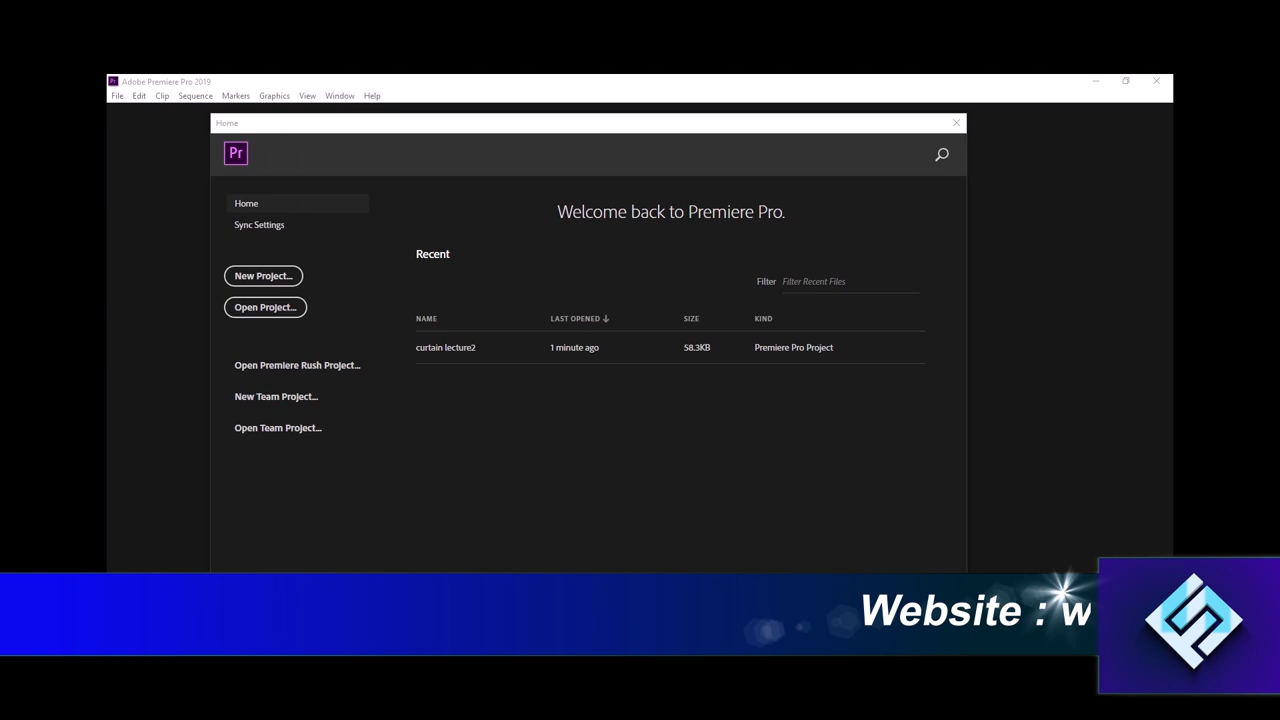 Pr Adobe Premiere Pro 2019
File Edit Clip Sequence Markers Graphics View Window Help
Home
Pr
Home
Sync Settings
New Project...
Open Project...
Open Premiere Rush Project...
New Team Project...
Open Team Project...
Welcome back to Premiere Pro.
Recent
Filter Filter Recent Files
NAME LAST OPENED SIZE KIND
curtain lecture2 1 minute ago 58.3KB Premiere Pro Project
Website : w